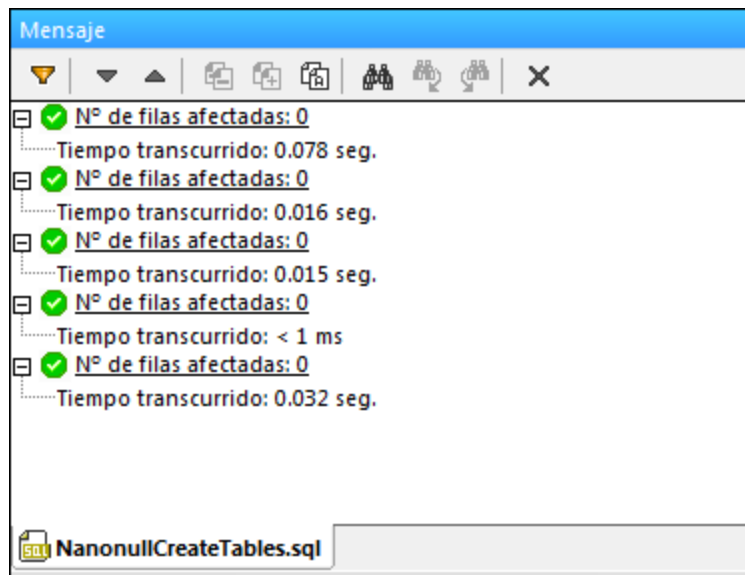 Mensaje
Nº de filas afectadas: 0
Tiempo transcurrido: 0.078 seg.
Nº de filas afectadas: 0
Tiempo transcurrido: 0.016 seg.
Nº de filas afectadas: 0
Tiempo transcurrido: 0.015 seg.
Nº de filas afectadas: 0
Tiempo transcurrido: < 1 ms
Nº de filas afectadas: 0
Tiempo transcurrido: 0.032 seg.
NanonullCreateTables.sql